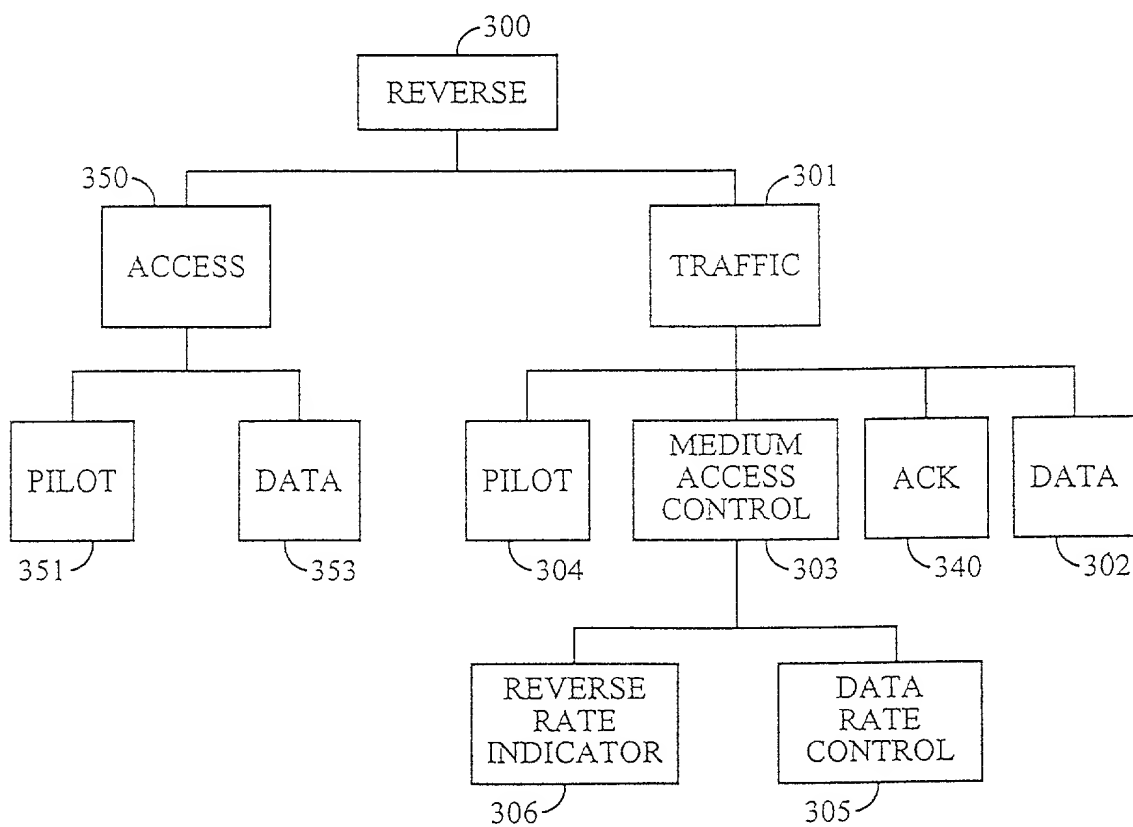 300
REVERSE
350
301
ACCESS
TRAFFIC
PILOT
DATA
PILOT
MEDIUM
ACCESS
CONTROL
ACK
DATA
351
353
304
303
340
302
REVERSE
RATE
INDICATOR
DATA
RATE
CONTROL
306
305